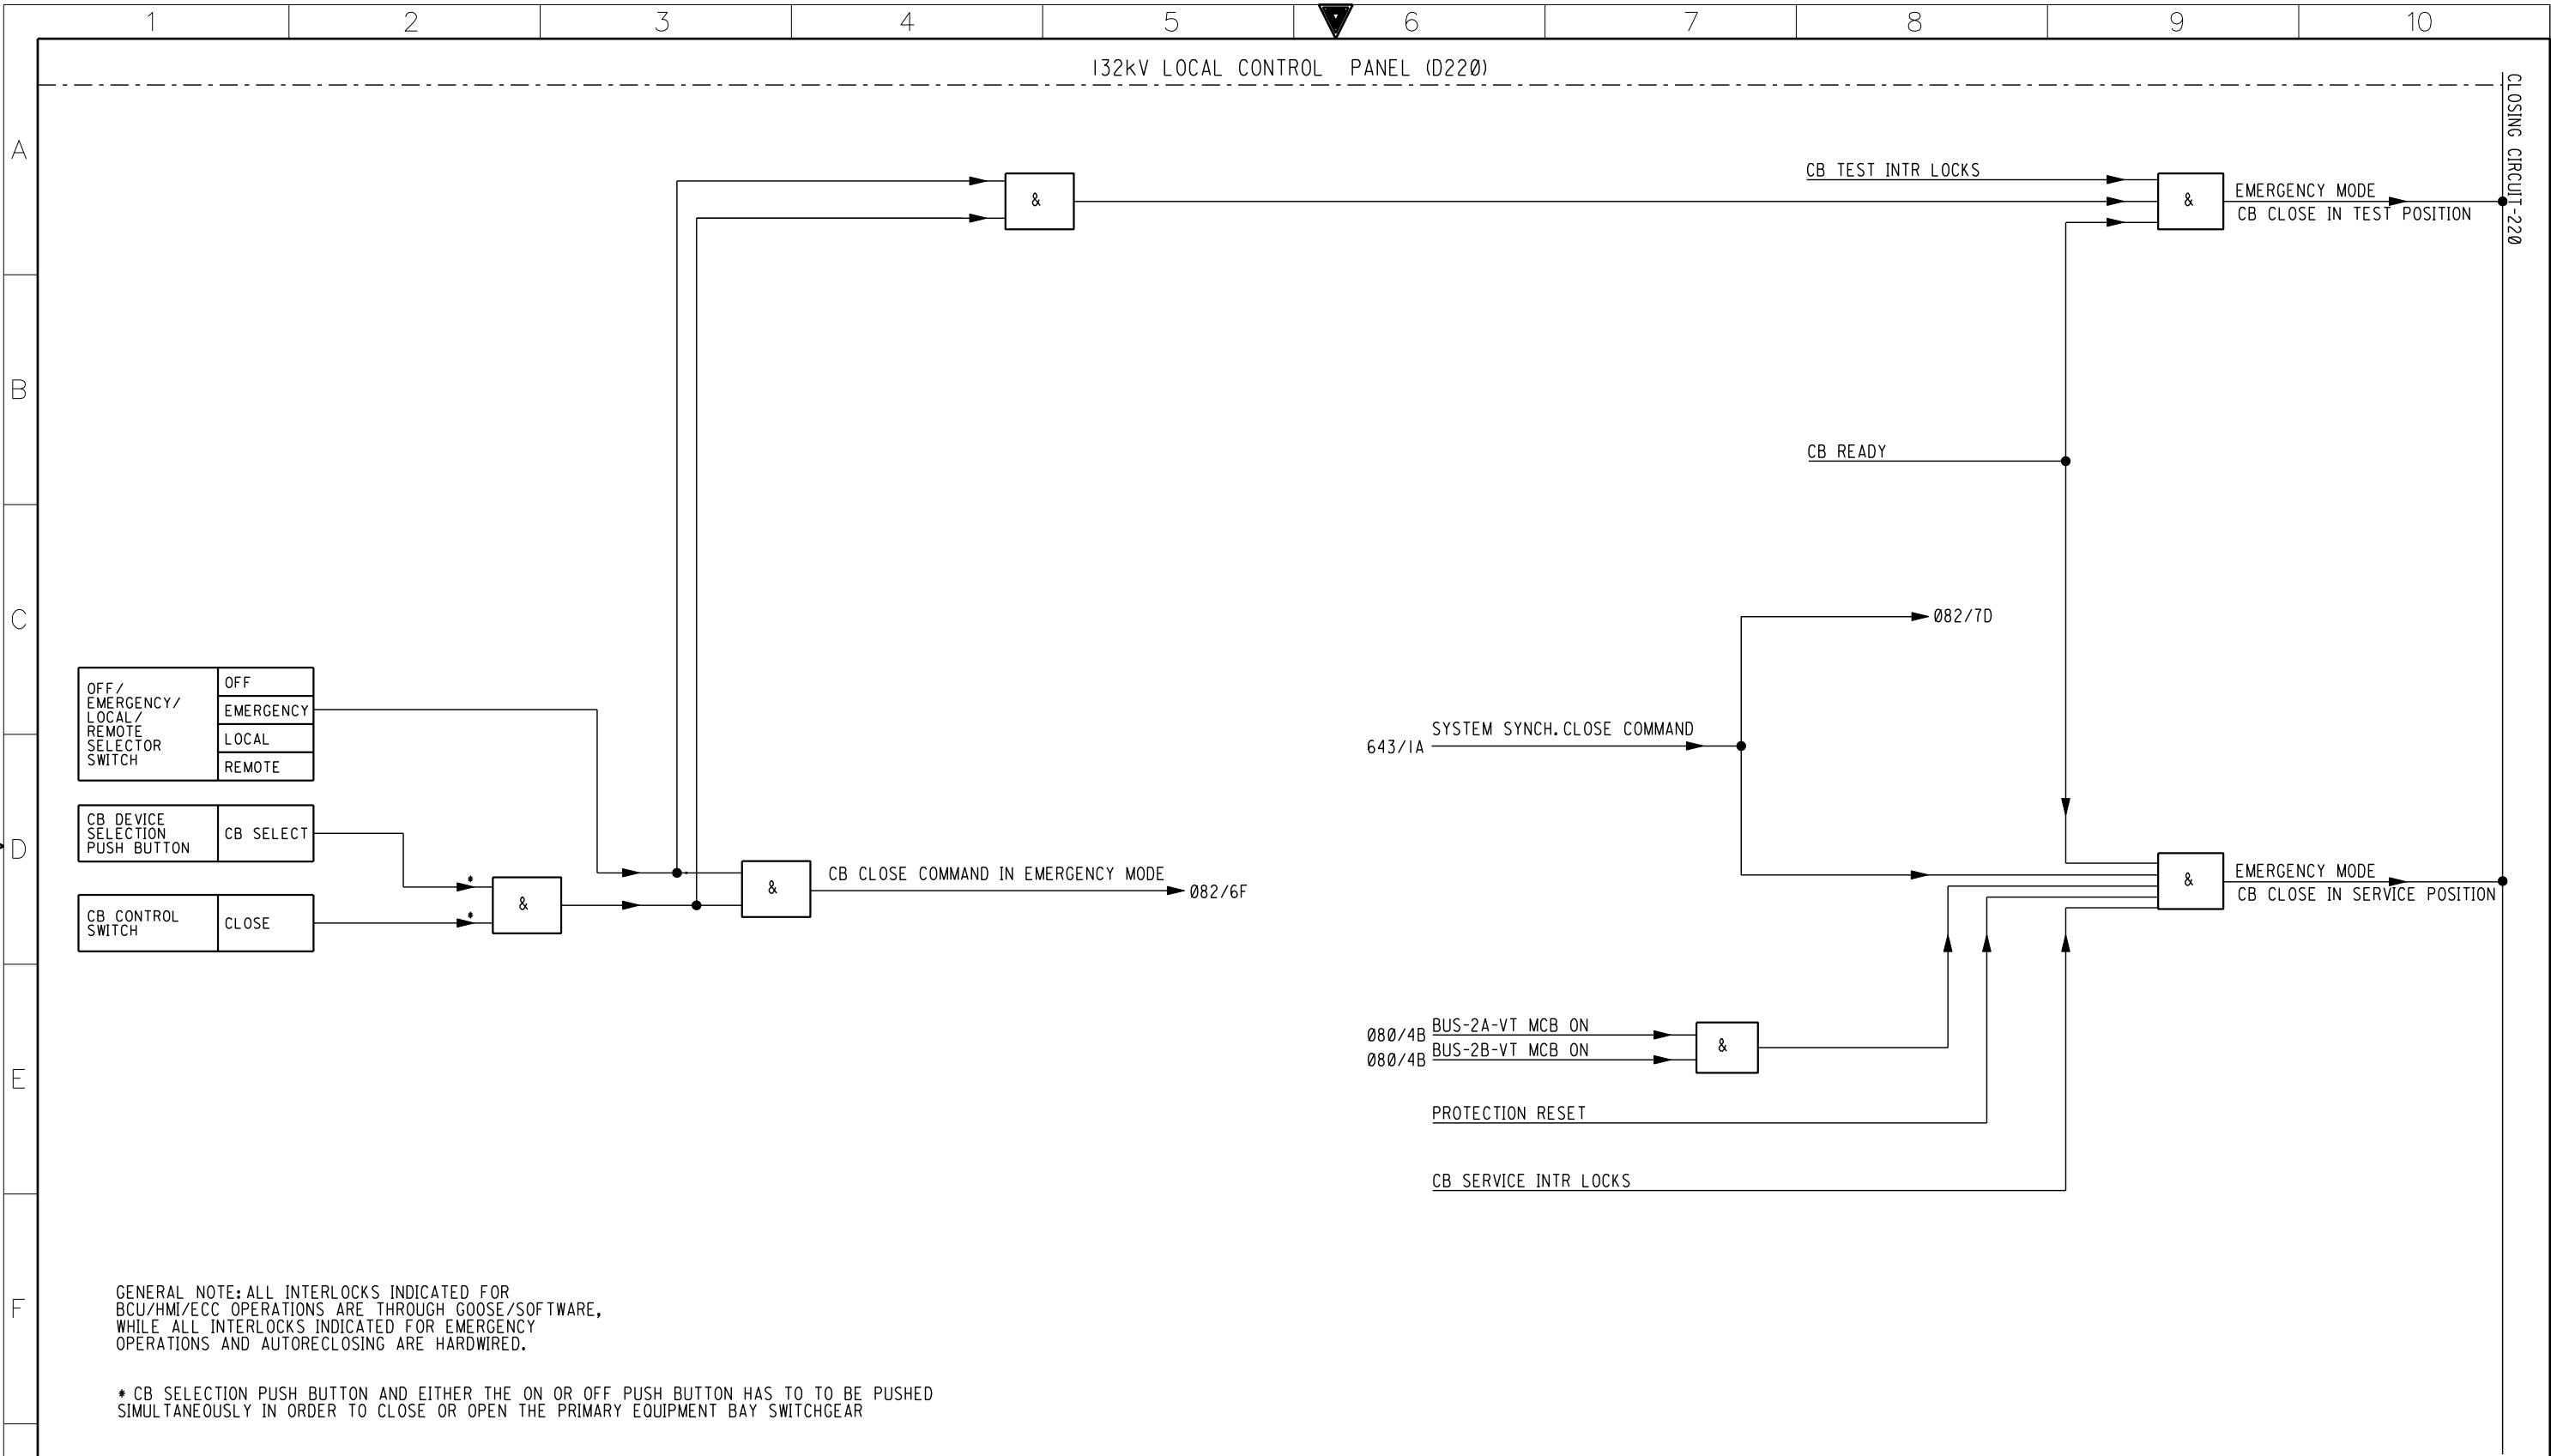 1 2 3 4 5 6 7 8 9 10
132kV LOCAL CONTROL PANEL (D220)
CLOSING CIRCUIT-220
A
B
C
D
E
F
&
CB TEST INTR LOCKS
&
EMERGENCY MODE
CB CLOSE IN TEST POSITION
CB READY
082/7D
OFF/
EMERGENCY/
LOCAL/
REMOTE
SELECTOR
SWITCH
OFF
EMERGENCY
LOCAL
REMOTE
643/1A
SYSTEM SYNCH.CLOSE COMMAND
CB DEVICE
SELECTION
PUSH BUTTON
CB SELECT
*
&
*
CB CONTROL
SWITCH
CLOSE
&
CB CLOSE COMMAND IN EMERGENCY MODE
082/6F
&
EMERGENCY MODE
CB CLOSE IN SERVICE POSITION
080/4B BUS-2A-VT MCB ON
080/4B BUS-2B-VT MCB ON
&
PROTECTION RESET
CB SERVICE INTR LOCKS
GENERAL NOTE:ALL INTERLOCKS INDICATED FOR
BCU/HMI/ECC OPERATIONS ARE THROUGH GOOSE/SOFTWARE,
WHILE ALL INTERLOCKS INDICATED FOR EMERGENCY
OPERATIONS AND AUTORECLOSING ARE HARDWIRED.
* CB SELECTION PUSH BUTTON AND EITHER THE ON OR OFF PUSH BUTTON HAS TO TO BE PUSHED
SIMULTANEOUSLY IN ORDER TO CLOSE OR OPEN THE PRIMARY EQUIPMENT BAY SWITCHGEAR